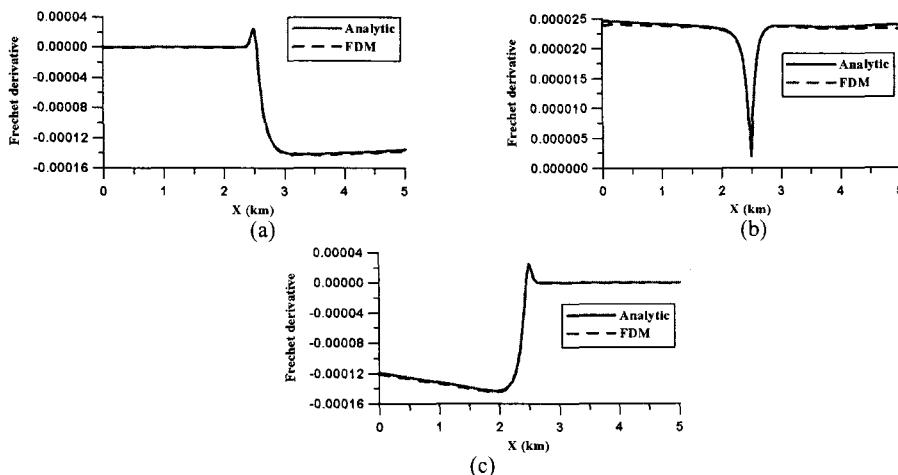 0.00004
0.00000
-0.00004
-0.00008
-0.00012
-0.00016
Frechet derivative
Analytic
FDM
0 1 2 3 4 5
X (km)
(a)
0.000025
0.000020
0.000015
0.000010
0.000005
0.000000
Frechet derivative
Analytic
FDM
0 1 2 3 4 5
X (km)
(b)
0.00004
0.00000
-0.00004
-0.00008
-0.00012
-0.00016
Frechet derivative
Analytic
FDM
0 1 2 3 4 5
X (km)
(c)